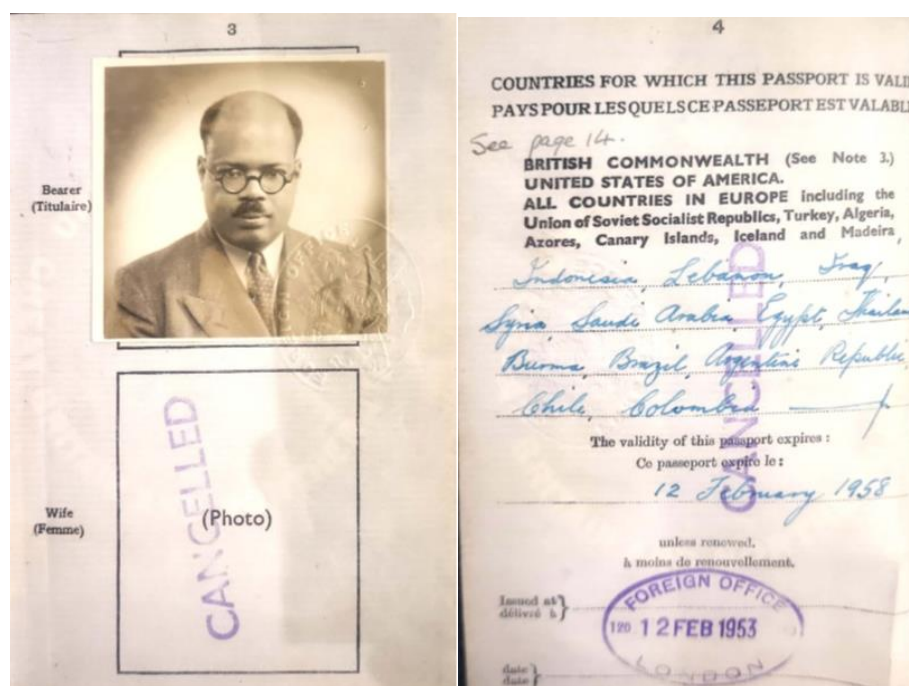 3
Bearer
(Titulaire)
Wife
(Femme)
(Photo)
CANCELLED
4
COUNTRIES FOR WHICH THIS PASSPORT IS VALI
PAYS POUR LESQUELS CE PASSEPORT EST VALABL
See page 14.
BRITISH COMMONWEALTH (See Note 3.)
UNITED STATES OF AMERICA.
ALL COUNTRIES IN EUROPE including the
Union of Soviet Socialist Republics, Turkey, Algeria,
Azores, Canary Islands, Iceland and Madeira,
Indonesia Lebanon, Iraq,
Syria, Saudi Arabia, Egypt, Thailan
Burma, Brazil, Argentine Republic
Chile, Colombia
CANCELLED
The validity of this passport expires :
Ce passeport expire le :
12 February 1958
unless renewed.
à moins de renouvellement.
Issued at
délivré à
FOREIGN OFFICE
120 12 FEB 1953
LONDON
date
date